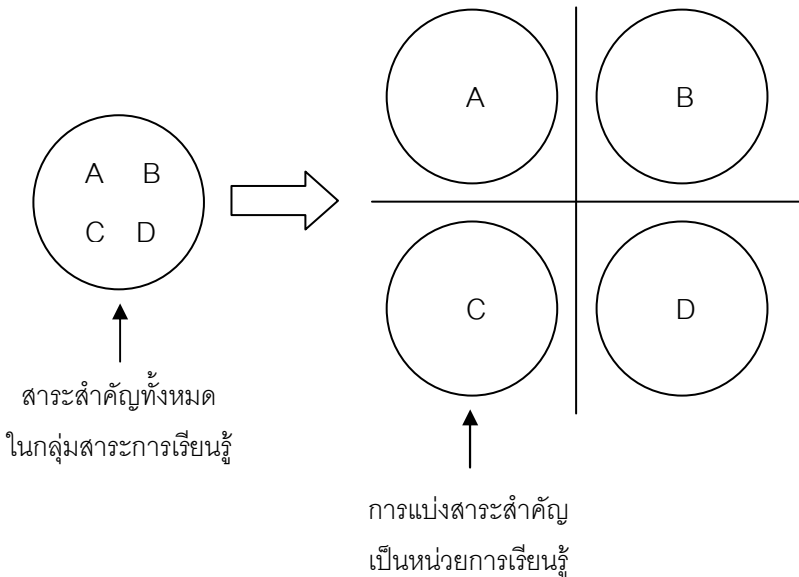 A B
A B
C D
C D
สาระสำคัญทั้งหมด
ในกลุ่มสาระการเรียนรู้
การแบ่งสาระสำคัญ
เป็นหน่วยการเรียนรู้